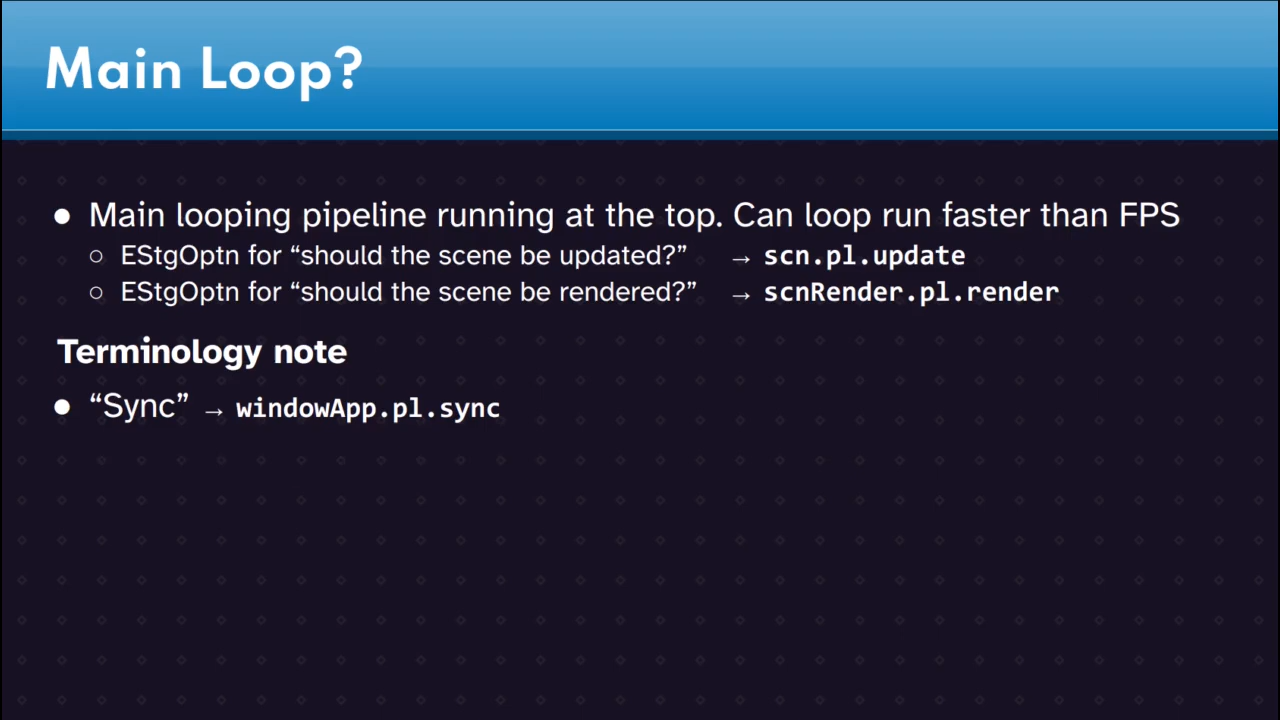 Main Loop?
● Main looping pipeline running at the top. Can loop run faster than FPS
○ EStgOptn for “should the scene be updated?” → scn.pl.update
○ EStgOptn for “should the scene be rendered?” → scnRender.pl.render
Terminology note
● “Sync” → windowApp.pl.sync